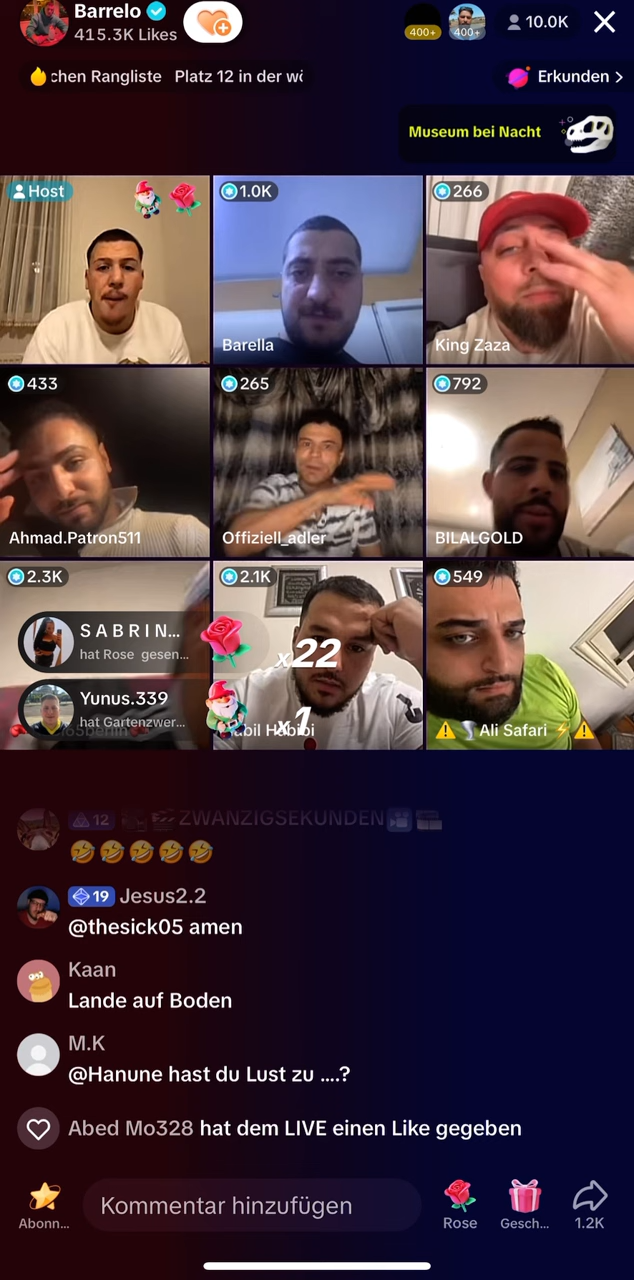 Barrelo
415.3K Likes
400+
400+
10.0K
chen Rangliste Platz 12 in der wö
Erkunden >
Museum bei Nacht
Host
1.0K
266
Barella
King Zaza
433
265
792
Ahmad.Patron511
Offiziell_adler
BILALGOLD
2.3K
2.1K
549
S A B R I N...
hat Rose gesen...
x22
Yunus.339
hat Gartenzwer...
x1
Ali Safari
12
ZWANZIGSEKUNDEN
🤣🤣🤣🤣🤣
19 Jesus2.2
@thesick05 amen
Kaan
Lande auf Boden
M.K
@Hanune hast du Lust zu ....?
Abed Mo328 hat dem LIVE einen Like gegeben
Kommentar hinzufügen
Abonn...
Rose
Gesch...
1.2K